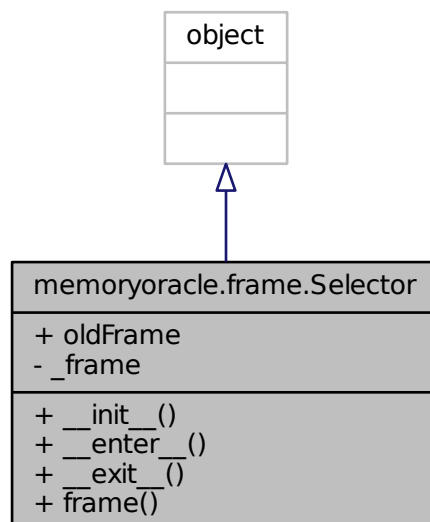 object
memoryoracle.frame.Selector
+ oldFrame
- _frame
+ __init__()
+ __enter__()
+ __exit__()
+ frame()